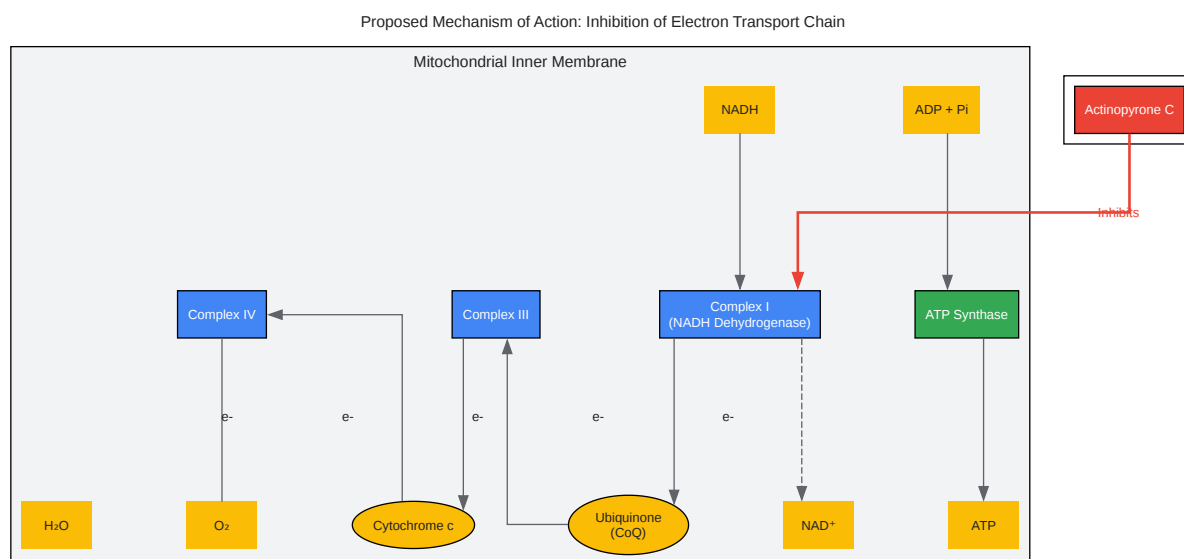 Proposed Mechanism of Action: Inhibition of Electron Transport Chain
Mitochondrial Inner Membrane
NADH
ADP + Pi
Actinopyrone C
Inhibits
Complex IV
Complex III
Complex I
(NADH Dehydrogenase)
ATP Synthase
e-
e-
e-
e-
e-
H₂O
O₂
Cytochrome c
Ubiquinone
(CoQ)
NAD⁺
ATP